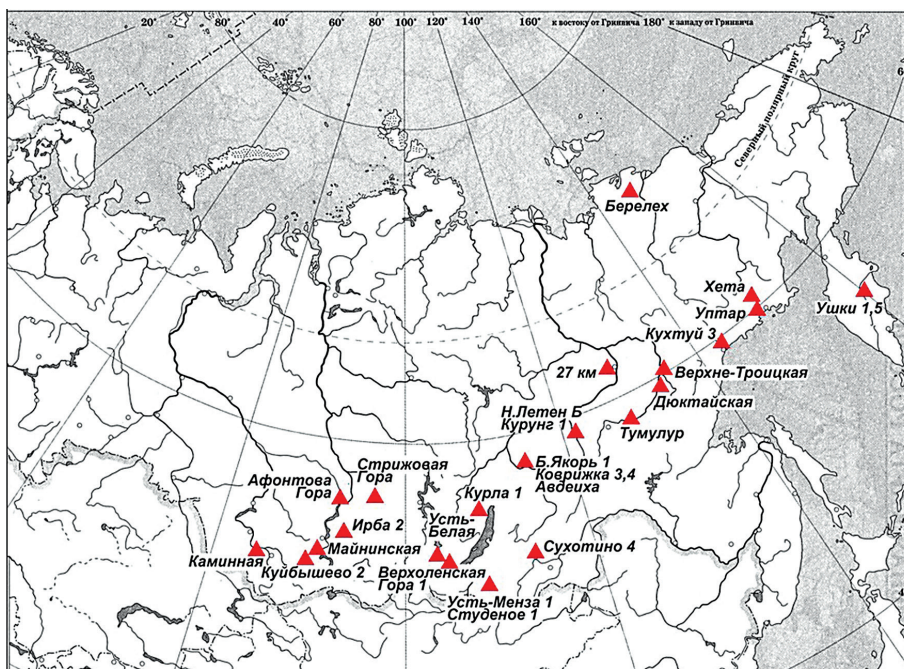 20° 60° 80° 100° 120° 140° 160° к востоку от Гринвича 180° к западу от Гринвича
6
Северный полярный круг
Берелех
Хета
Уптар
Ушки 1,5
Кухтуй 3
27 км
Верхне-Троицкая
Дюктайская
Н.Летен Б
Курунг 1
Тумулур
Б.Якорь 1
Коврижка 3,4
Авдеиха
Стрижовая
Гора
Афонтова
Гора
Курла 1
Усть-
Белая
Ирба 2
Майнинская
Сухотино 4
Каминная
Куйбышево 2
Верхоленская
Гора 1
Усть-Менза 1
Студеное 1
4